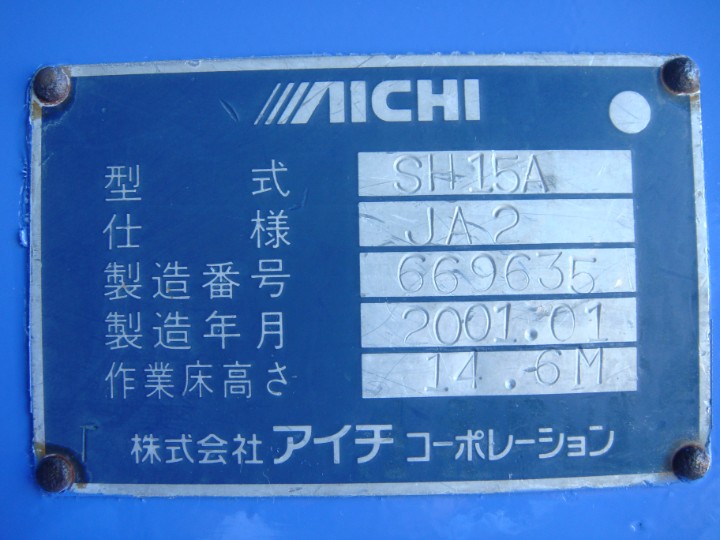 AICHI
型式 SH15A
仕様 JA2
製造番号 669635
製造年月 2001.01
作業床高さ 14.6M
株式会社 アイチ コーポレーション